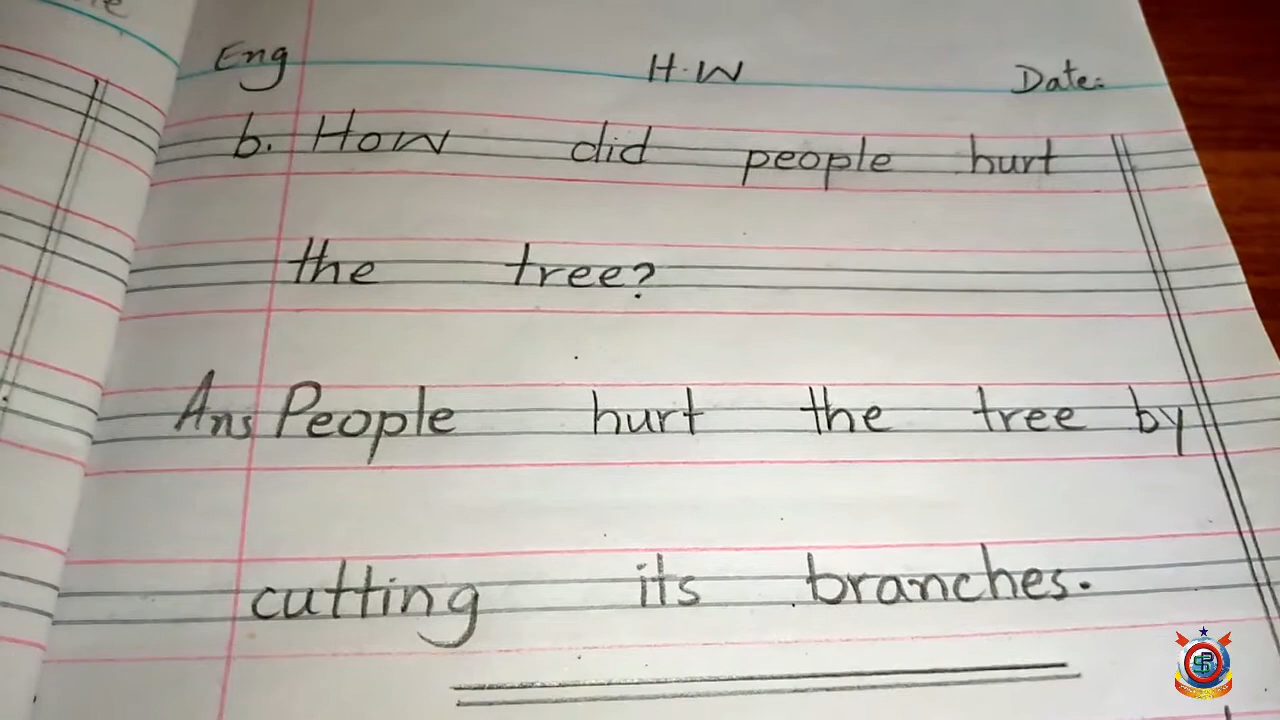 Eng H.W Date:
b. How did people hurt
the tree?
Ans People hurt the tree by
cutting its branches.